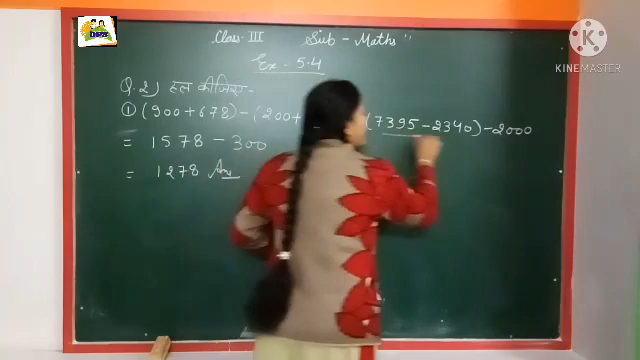 Class III Sub - Maths"
Ex - 5.4
Q.2) हल कीजिए-
① (900 + 678) - (200 +
= 1578 - 300
= 1278 Ans
(7395 - 2340) - 2000
KINEMASTER